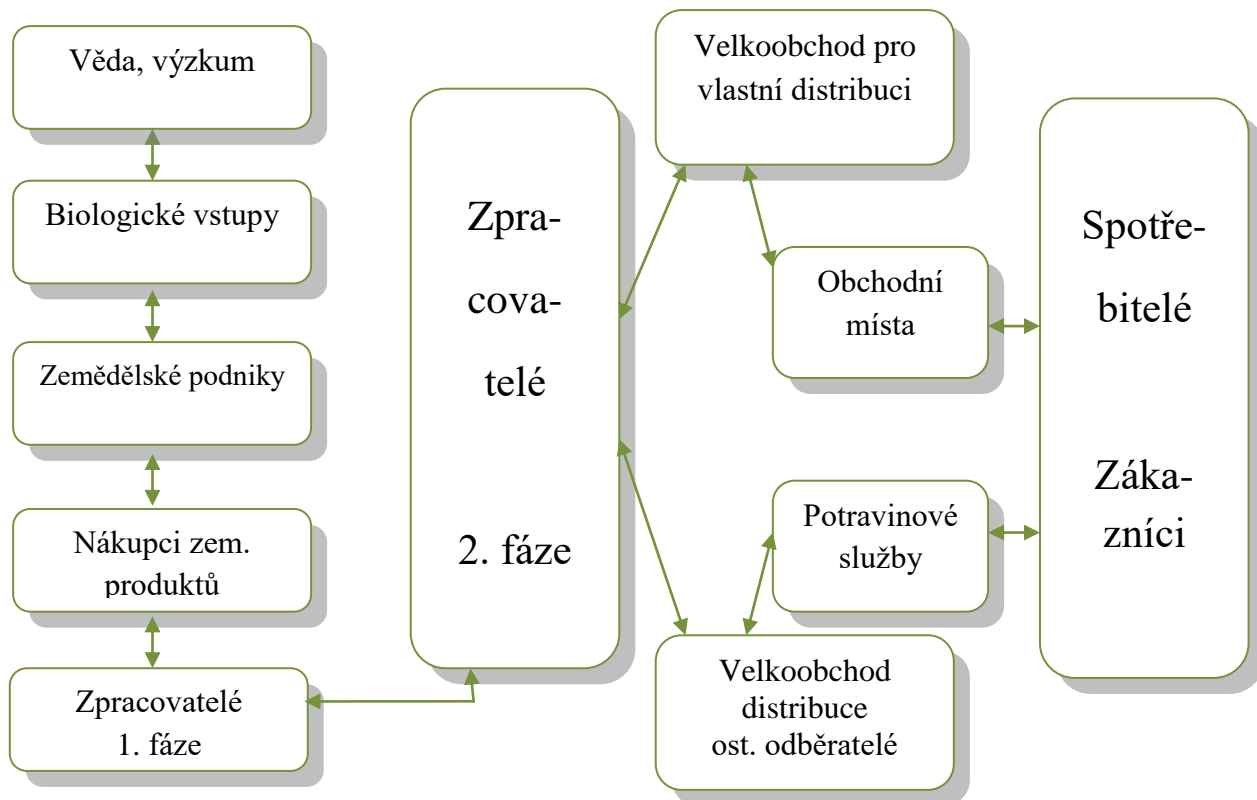 Věda, výzkum
Biologické vstupy
Zemědělské podniky
Nákupci zem.
produktů
Zpracovatelé
1. fáze
Zpra-
cova-
telé
2. fáze
Velkoobchod pro
vlastní distribuci
Obchodní
místa
Potravinové
služby
Velkoobchod
distribuce
ost. odběratelé
Spotře-
bitelé
Záka-
zníci